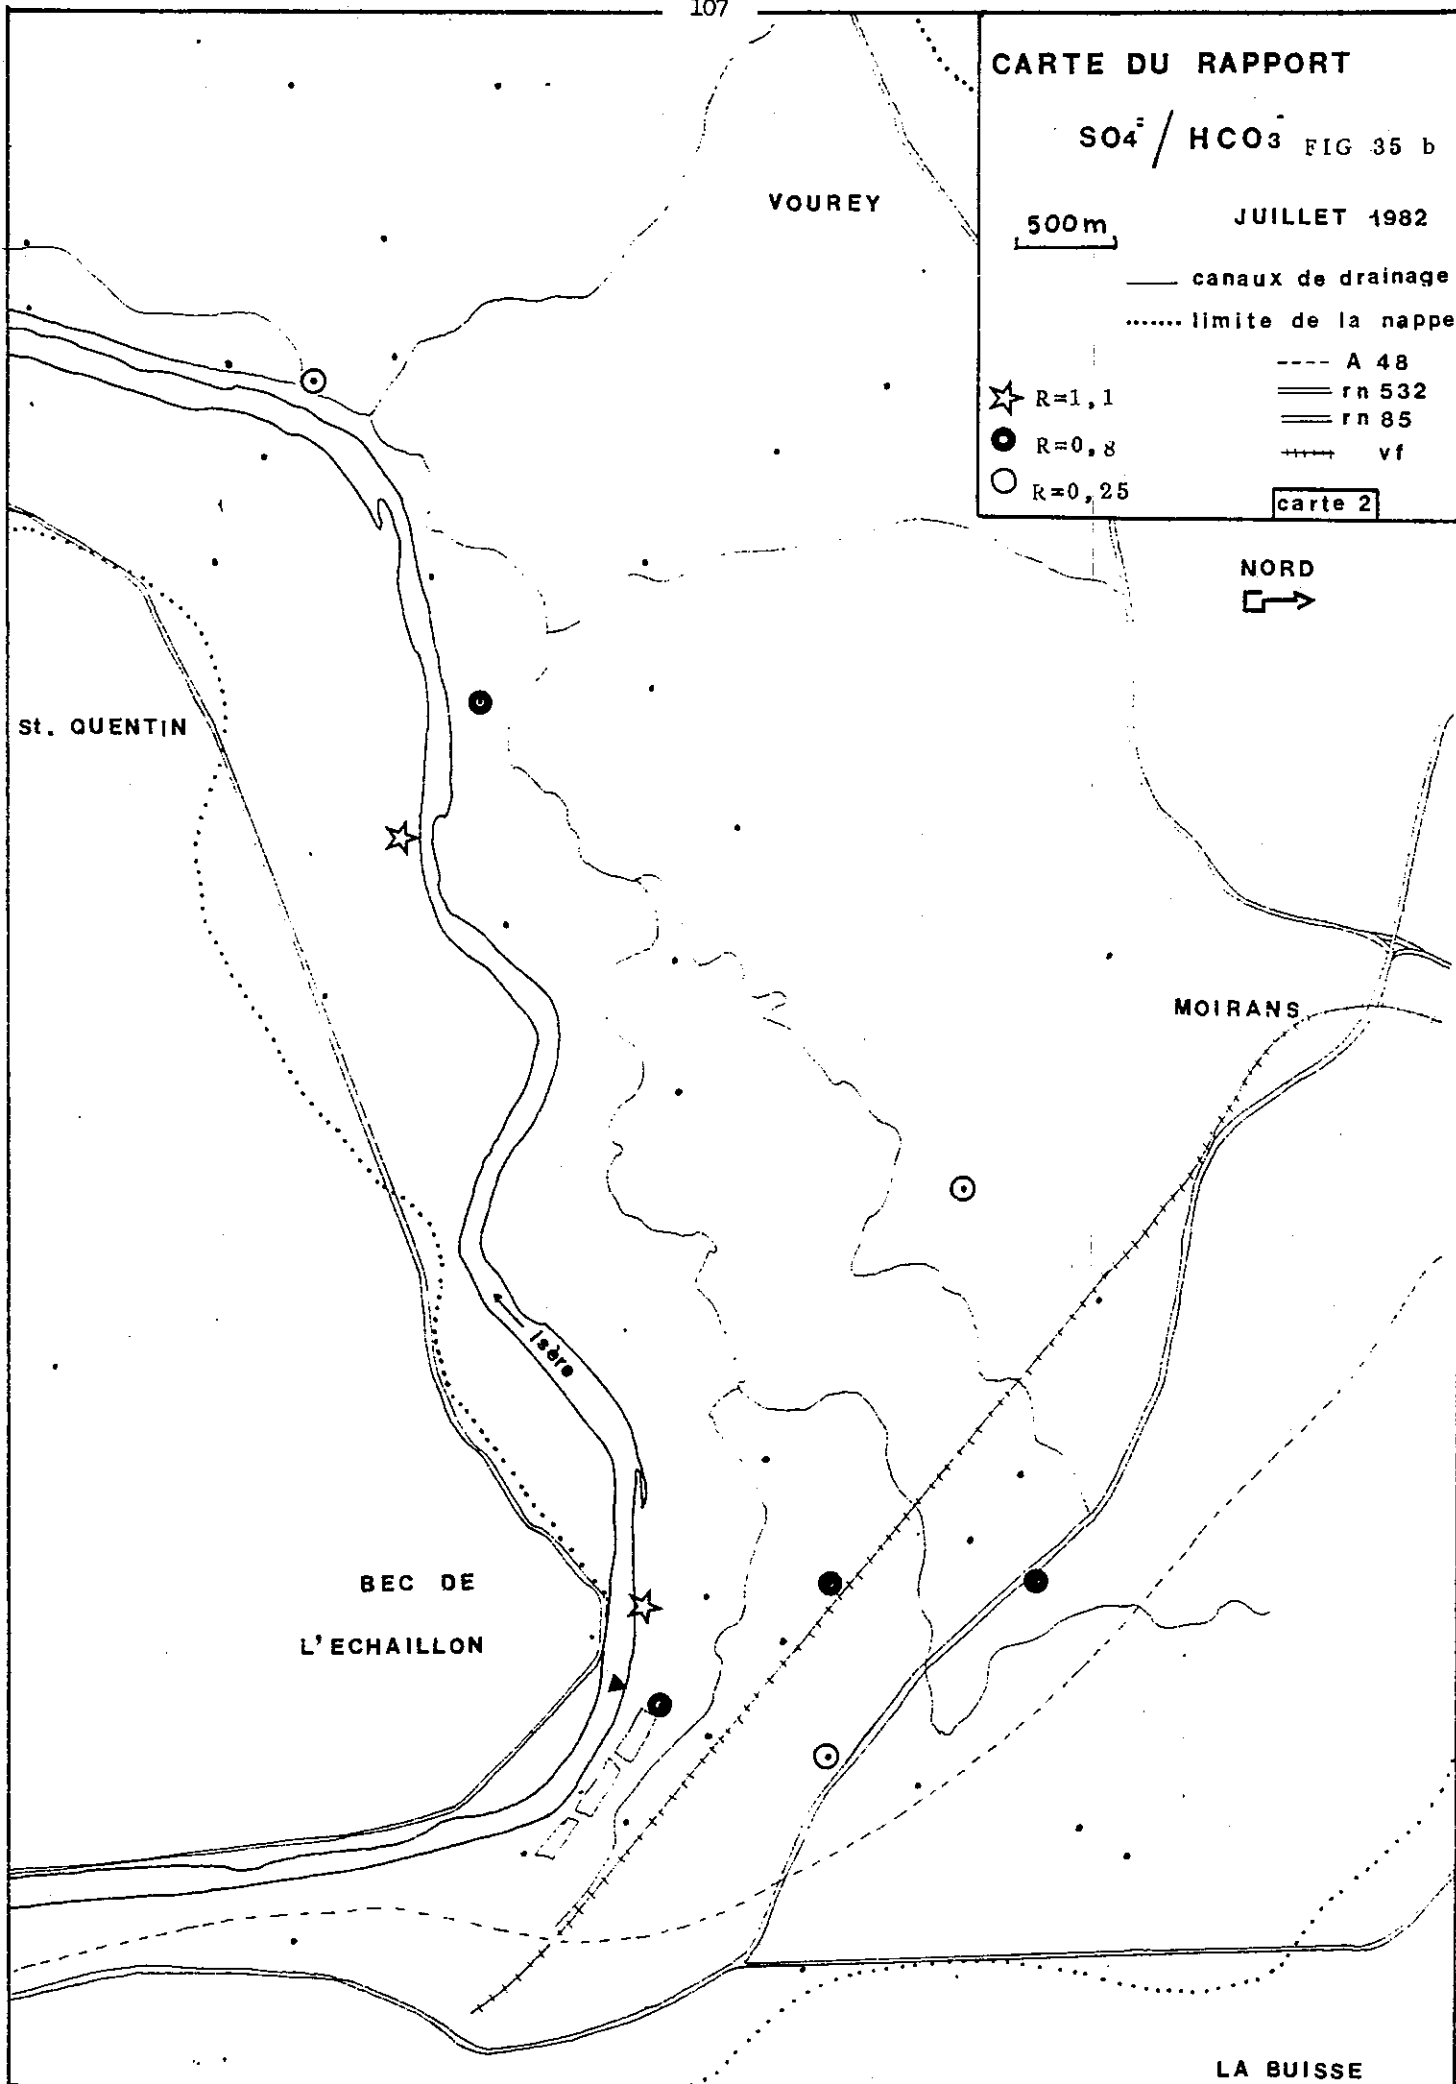 107
CARTE DU RAPPORT
SO4= / HCO3- FIG 35 b
JUILLET 1982
500m
canaux de drainage
limite de la nappe
A 48
rn 532
rn 85
vf
R=1,1
R=0,8
R=0,25
carte 2
NORD
VOUREY
St. QUENTIN
MOIRANS
Isère
BEC DE
L'ECHAILLON
LA BUISSE